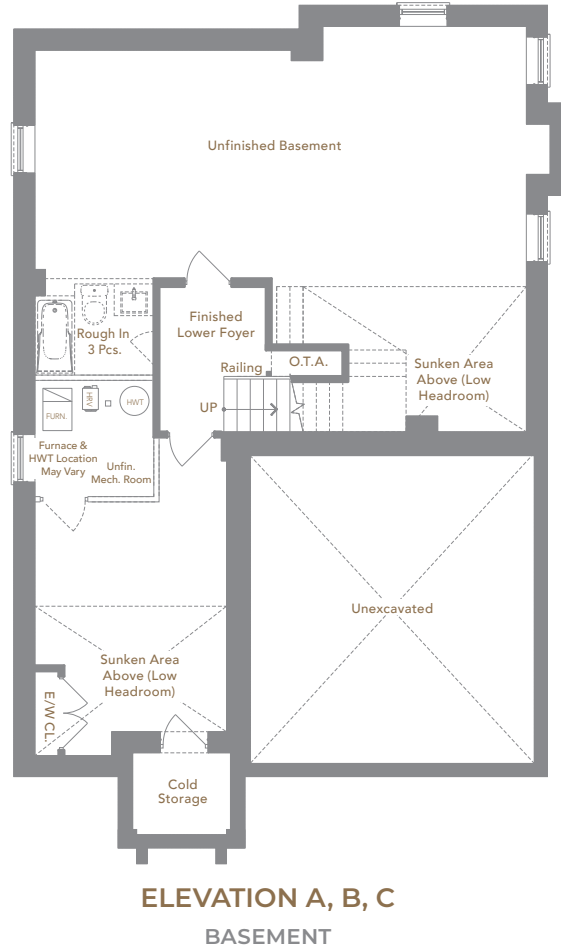 Unfinished Basement
Finished
Lower Foyer
Rough In
3 Pcs.
Railing
O.T.A.
Sunken Area
Above (Low
Headroom)
UP
FURN.
HRV
HWT
Furnace &
HWT Location
May Vary
Unfin.
Mech. Room
Unexcavated
Sunken Area
Above (Low
Headroom)
E/W CL.
Cold
Storage
ELEVATION A, B, C
BASEMENT